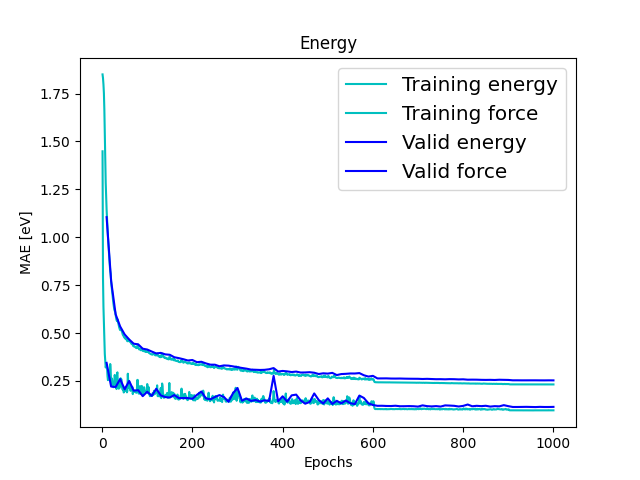 Energy
Training energy
Training force
Valid energy
Valid force
MAE [eV]
1.75
1.50
1.25
1.00
0.75
0.50
0.25
0 200 400 600 800 1000
Epochs